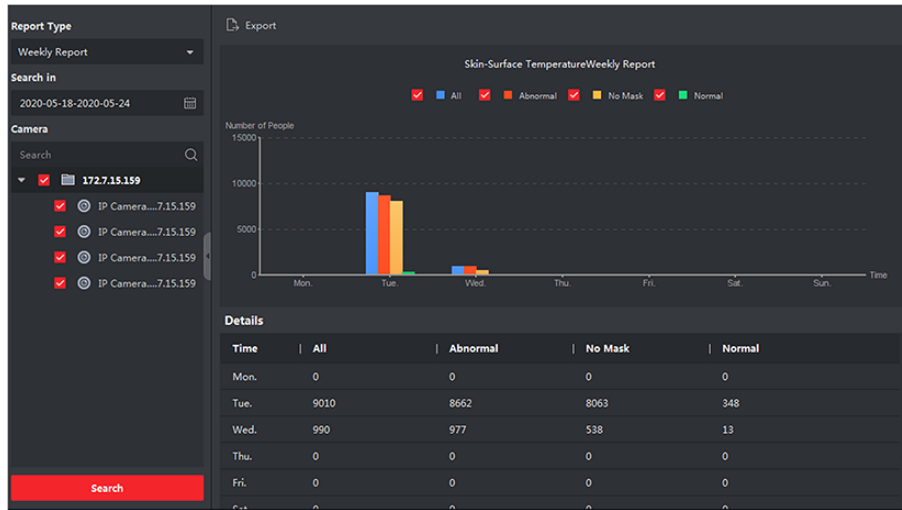 Report Type
Weekly Report
Search in
2020-05-18-2020-05-24
Camera
Search
172.7.15.159
IP Camera....7.15.159
IP Camera....7.15.159
IP Camera....7.15.159
IP Camera....7.15.159
Search
Export
Skin-Surface TemperatureWeekly Report
All Abnormal No Mask Normal
Number of People
15000
10000
5000
0
Mon. Tue. Wed. Thu. Fri. Sat. Sun. Time
Details
Time | All | Abnormal | No Mask | Normal
Mon. 0 0 0 0
Tue. 9010 8662 8063 348
Wed. 990 977 538 13
Thu. 0 0 0 0
Fri. 0 0 0 0
Sat. 0 0 0 0